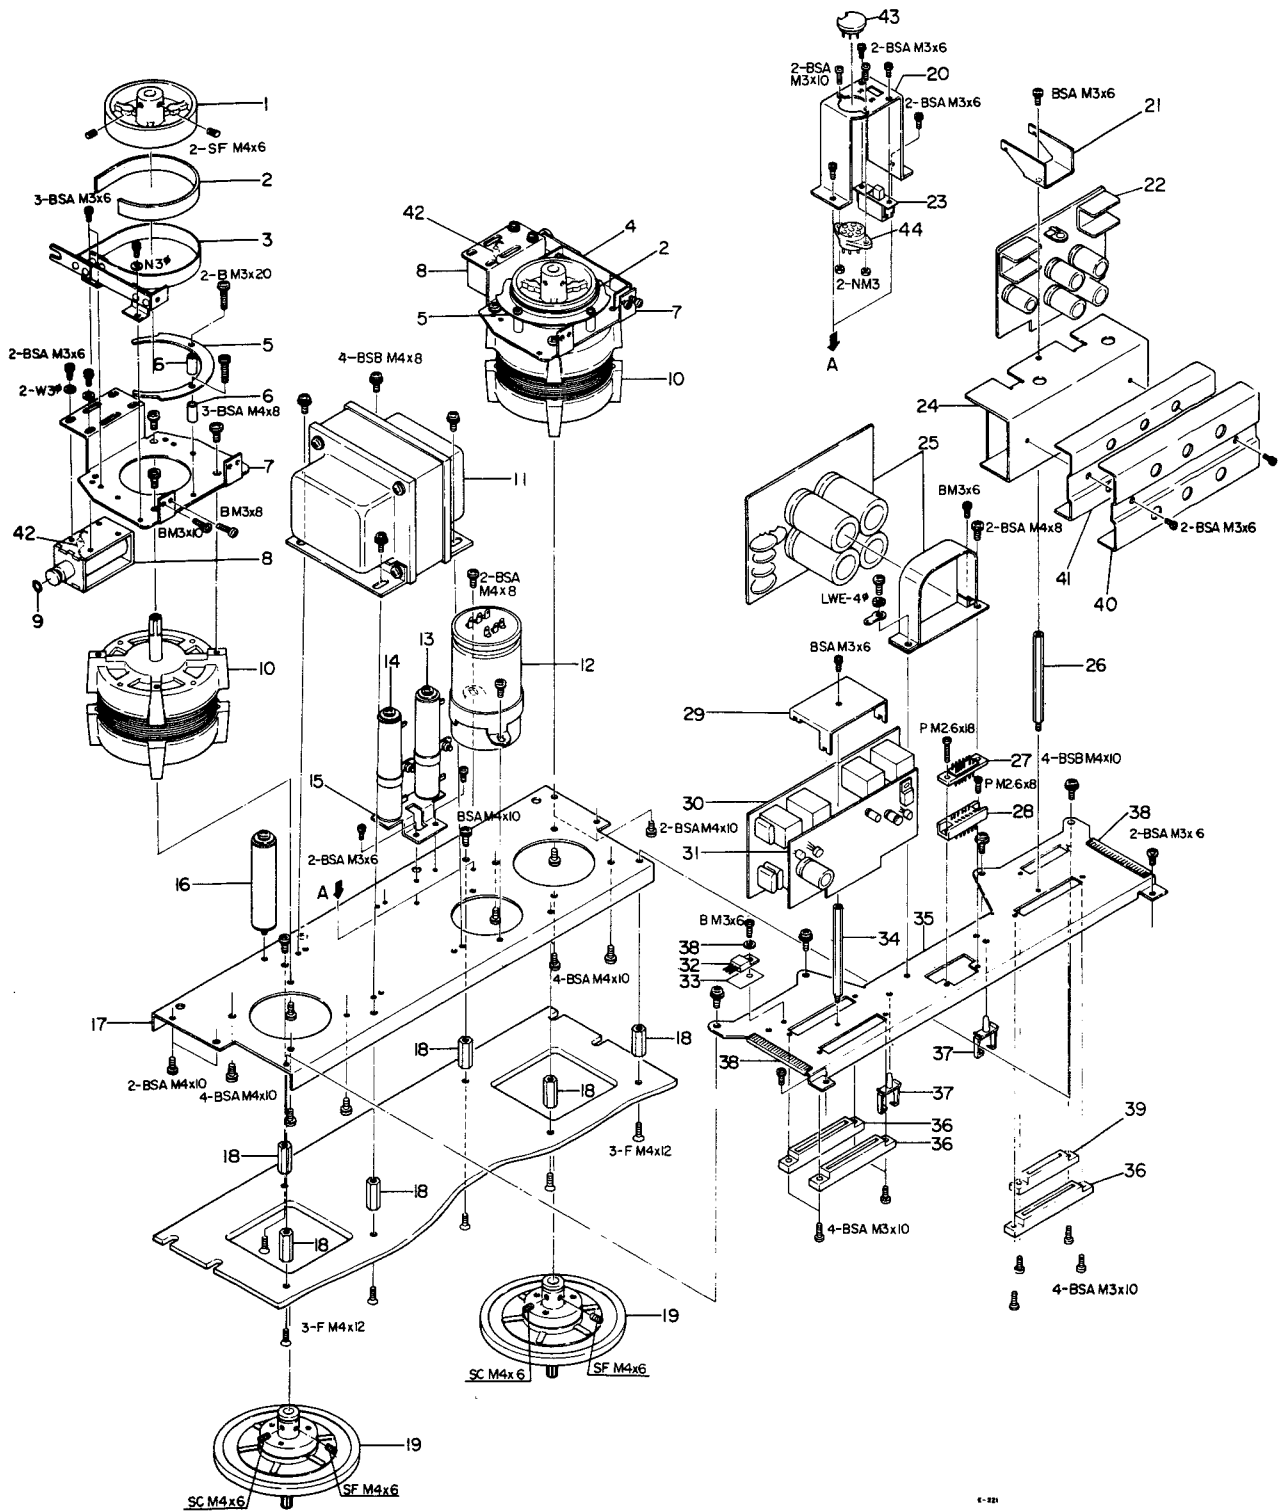 43
2-BSA M3x6
2-BSA
M3x10
20
BSA M3x6
1
2-BSA M3x6
21
2-SF M4x6
2
3-BSA M3x6
22
42
23
4
3
44
2
N3ø
8
2-B M3x20
2-NM3
5
7
5
4-BSB M4x8
A
2-BSA M3x6
6
10
2-W3ø
6
3-BSA M4x8
24
25
7
11
BM3x6
B M3x8
BM3x10
2-BSA M4x8
2-BSA M3x6
42
8
2-BSA
M4x8
41
LWE-4ø
40
9
13
14
BSA M3x6
10
12
26
29
P M2.6x18
27
4-BSB M4x10
15
30
P M2.6x8
BSA M4x10
28
38
2-BSA M4x10
2-BSA M3x6
31
2-BSA M3x6
16
A
B M3x6
34
35
38
32
4-BSA M4x10
33
17
18
18
37
38
2-BSA M4x10
18
37
4-BSA M4x10
36
39
36
18
3-F M4x12
36
18
4-BSA M3x10
18
4-BSA M3x10
19
3-F M4x12
SC M4x6
SF M4x6
19
SF M4x6
SC M4x6
E-221